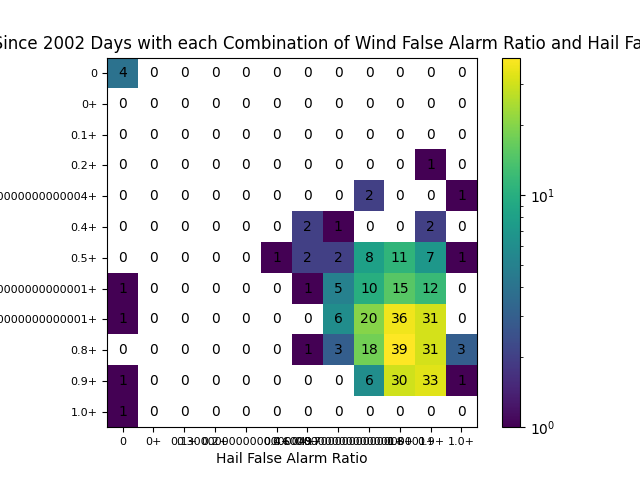 Since 2002 Days with each Combination of Wind False Alarm Ratio and Hail Fa
0 4 0 0 0 0 0 0 0 0 0 0 0
0+ 0 0 0 0 0 0 0 0 0 0 0 0
0.1+ 0 0 0 0 0 0 0 0 0 0 0 0
0.2+ 0 0 0 0 0 0 0 0 0 0 1 0
0000000000004+ 0 0 0 0 0 0 0 0 2 0 0 1
0.4+ 0 0 0 0 0 0 2 1 0 0 2 0
0.5+ 0 0 0 0 0 1 2 2 8 11 7 1
000000000001+ 1 0 0 0 0 0 1 5 10 15 12 0
000000000001+ 1 0 0 0 0 0 0 6 20 36 31 0
0.8+ 0 0 0 0 0 0 1 3 18 39 31 3
0.9+ 1 0 0 0 0 0 0 0 6 30 33 1
1.0+ 1 0 0 0 0 0 0 0 0 0 0 0
0 0+ 1.0+
Hail False Alarm Ratio
10¹
10⁰